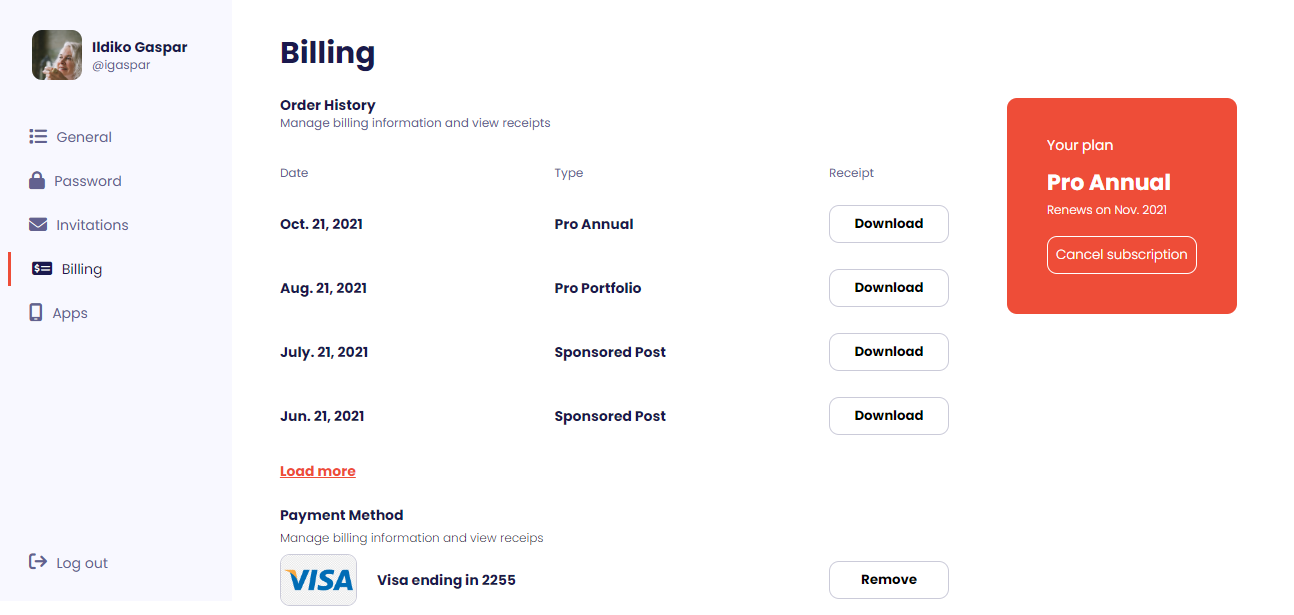 Ildiko Gaspar
@igaspar
General
Password
Invitations
Billing
Apps
Log out
Billing
Order History
Manage billing information and view receipts
Date Type Receipt
Oct. 21, 2021 Pro Annual Download
Aug. 21, 2021 Pro Portfolio Download
July. 21, 2021 Sponsored Post Download
Jun. 21, 2021 Sponsored Post Download
Load more
Payment Method
Manage billing information and view receips
VISA Visa ending in 2255 Remove
Your plan
Pro Annual
Renews on Nov. 2021
Cancel subscription